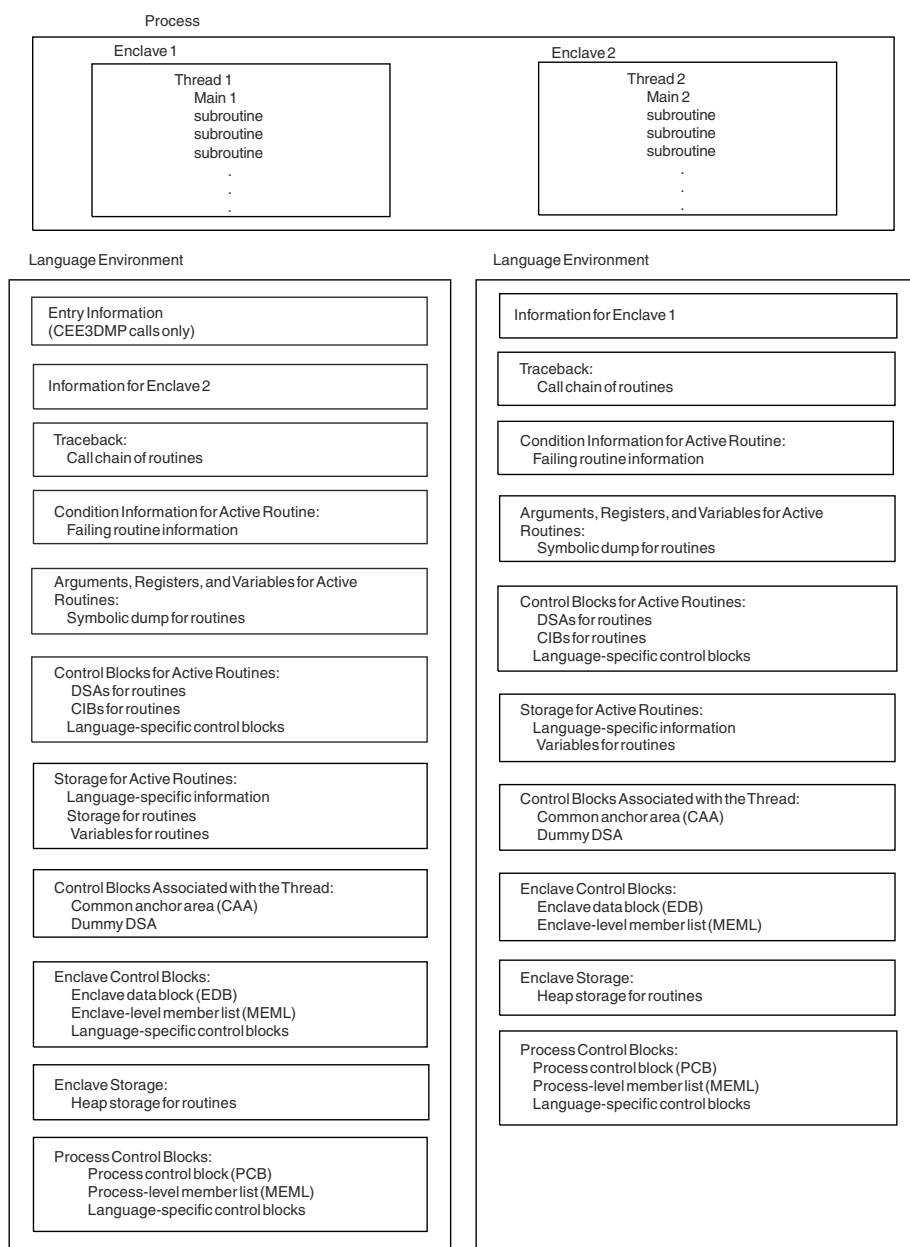 Process
Enclave 1
Thread 1
Main 1
subroutine
subroutine
subroutine
.
.
.
Enclave 2
Thread 2
Main 2
subroutine
subroutine
subroutine
.
.
.
Language Environment
Entry Information
(CEE3DMP calls only)
Information for Enclave 2
Traceback:
Call chain of routines
Condition Information for Active Routine:
Failing routine information
Arguments, Registers, and Variables for Active
Routines:
Symbolic dump for routines
Control Blocks for Active Routines:
DSAs for routines
CIBs for routines
Language-specific control blocks
Storage for Active Routines:
Language-specific information
Storage for routines
Variables for routines
Control Blocks Associated with the Thread:
Common anchor area (CAA)
Dummy DSA
Enclave Control Blocks:
Enclave data block (EDB)
Enclave-level member list (MEML)
Language-specific control blocks
Enclave Storage:
Heap storage for routines
Process Control Blocks:
Process control block (PCB)
Process-level member list (MEML)
Language-specific control blocks
Language Environment
Information for Enclave 1
Traceback:
Call chain of routines
Condition Information for Active Routine:
Failing routine information
Arguments, Registers, and Variables for Active
Routines:
Symbolic dump for routines
Control Blocks for Active Routines:
DSAs for routines
CIBs for routines
Language-specific control blocks
Storage for Active Routines:
Language-specific information
Variables for routines
Control Blocks Associated with the Thread:
Common anchor area (CAA)
Dummy DSA
Enclave Control Blocks:
Enclave data block (EDB)
Enclave-level member list (MEML)
Enclave Storage:
Heap storage for routines
Process Control Blocks:
Process control block (PCB)
Process-level member list (MEML)
Language-specific control blocks